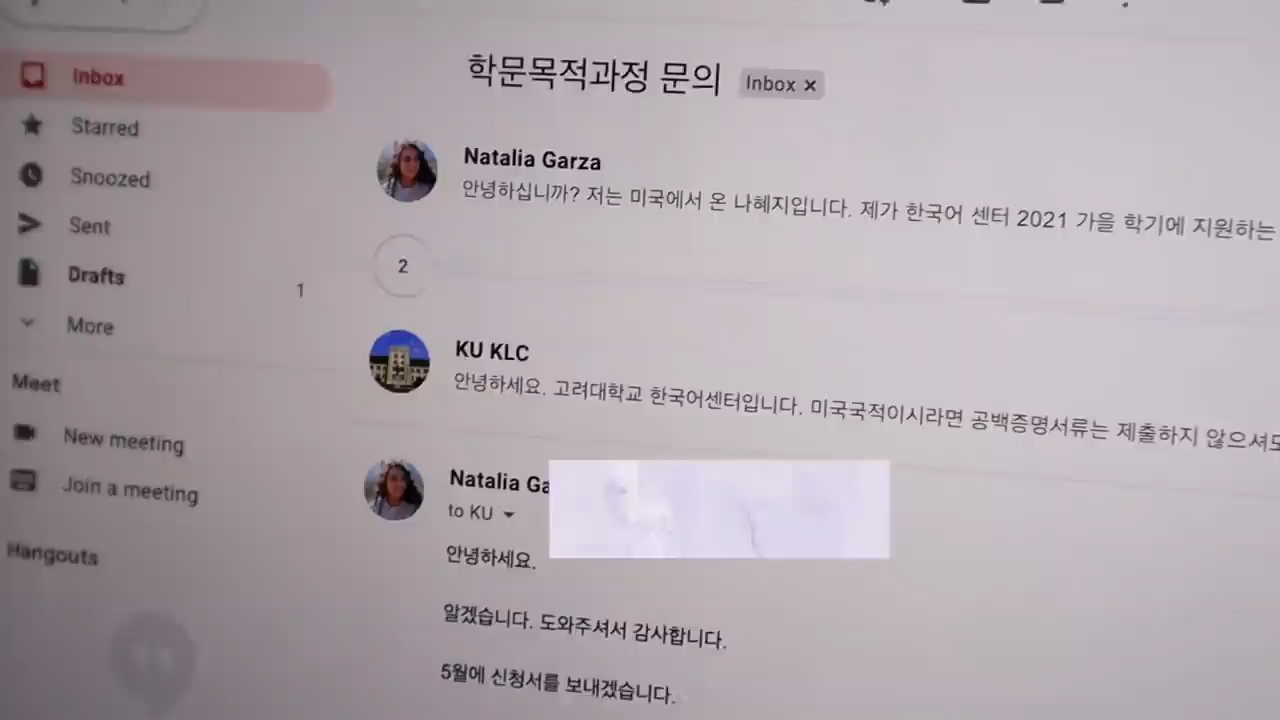 Inbox
Starred
Snoozed
Sent
Drafts
1
More
Meet
New meeting
Join a meeting
Hangouts
학문목적과정 문의 Inbox ×
Natalia Garza
안녕하십니까? 저는 미국에서 온 나혜지입니다. 제가 한국어 센터 2021 가을 학기에 지원하는
2
KU KLC
안녕하세요. 고려대학교 한국어센터입니다. 미국국적이시라면 공백증명서류는 제출하지 않으셔도
Natalia
to KU
안녕하세요.
알겠습니다. 도와주셔서 감사합니다.
5월에 신청서를 보내겠습니다.